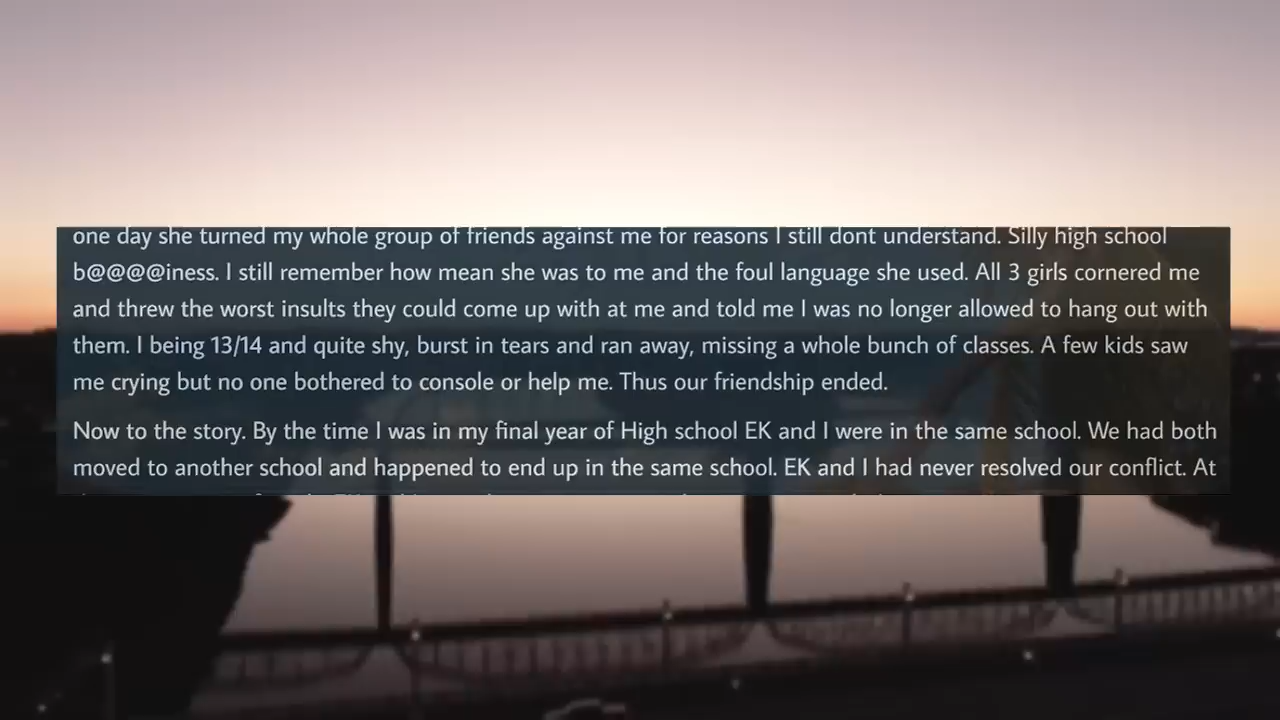 one day she turned my whole group of friends against me for reasons I still dont understand. Silly high school
b@@@@iness. I still remember how mean she was to me and the foul language she used. All 3 girls cornered me
and threw the worst insults they could come up with at me and told me I was no longer allowed to hang out with
them. I being 13/14 and quite shy, burst in tears and ran away, missing a whole bunch of classes. A few kids saw
me crying but no one bothered to console or help me. Thus our friendship ended.
Now to the story. By the time I was in my final year of High school EK and I were in the same school. We had both
moved to another school and happened to end up in the same school. EK and I had never resolved our conflict. At